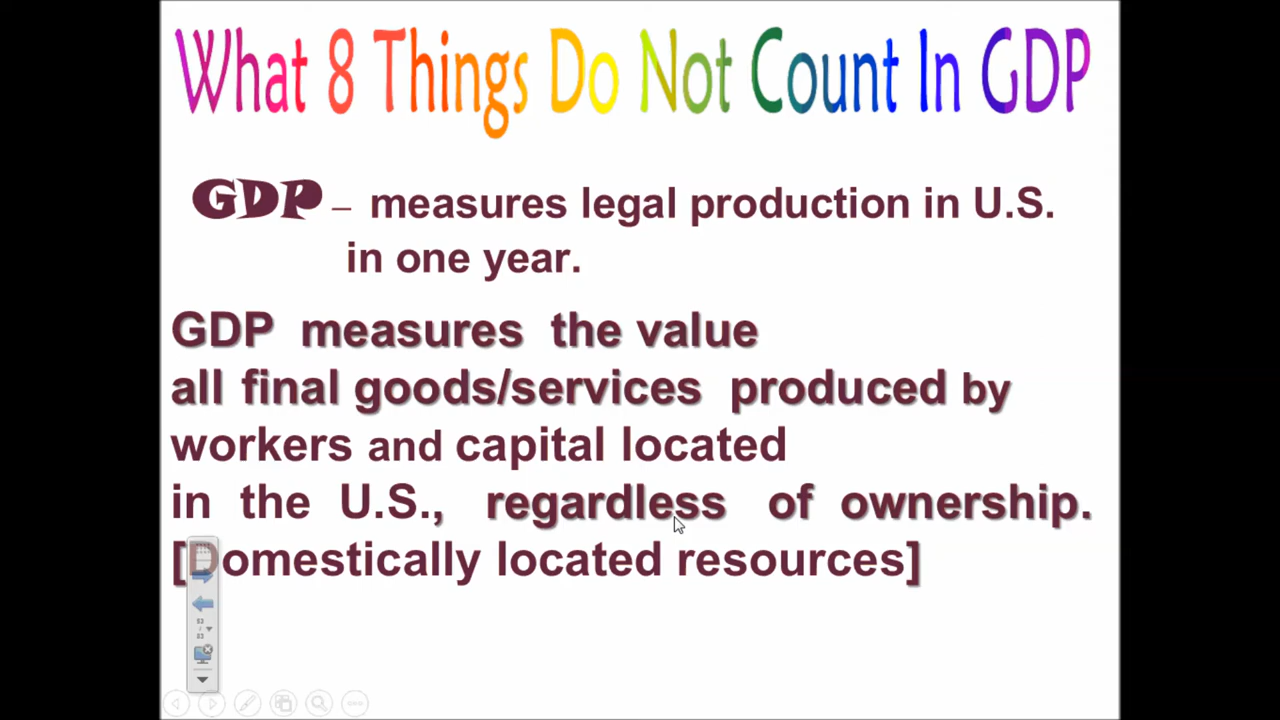 What 8 Things Do Not Count In GDP
GDP – measures legal production in U.S.
in one year.
GDP measures the value
all final goods/services produced by
workers and capital located
in the U.S., regardless of ownership.
[Domestically located resources]
53
/
53